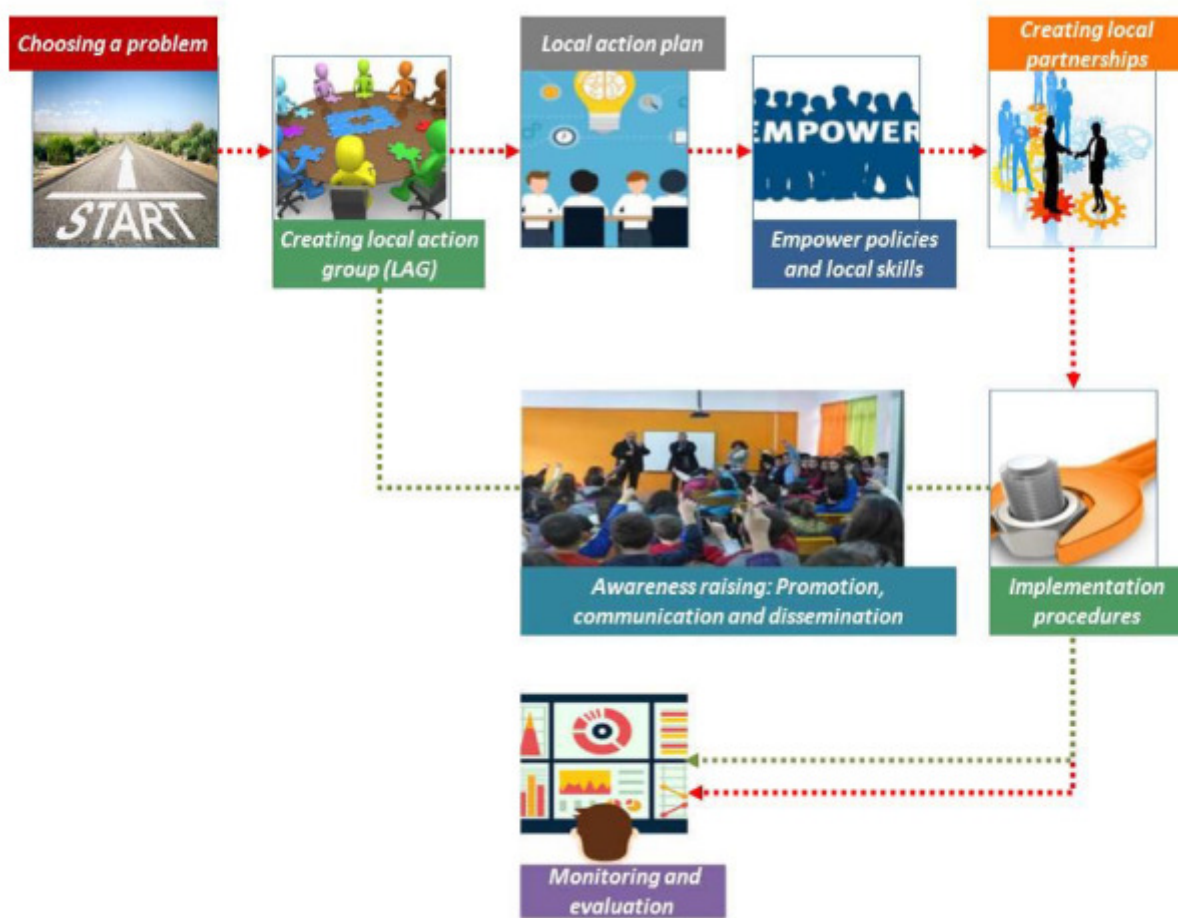 Choosing a problem
START
Creating local action
group (LAG)
Local action plan
EMPOWER
Empower policies
and local skills
Creating local
partnerships
Awareness raising: Promotion,
communication and dissemination
Implementation
procedures
Monitoring and
evaluation